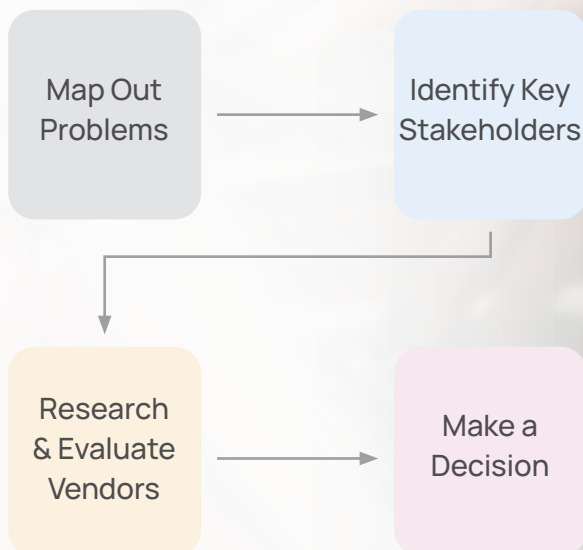 Map Out
Problems
Identify Key
Stakeholders
Research
& Evaluate
Vendors
Make a
Decision